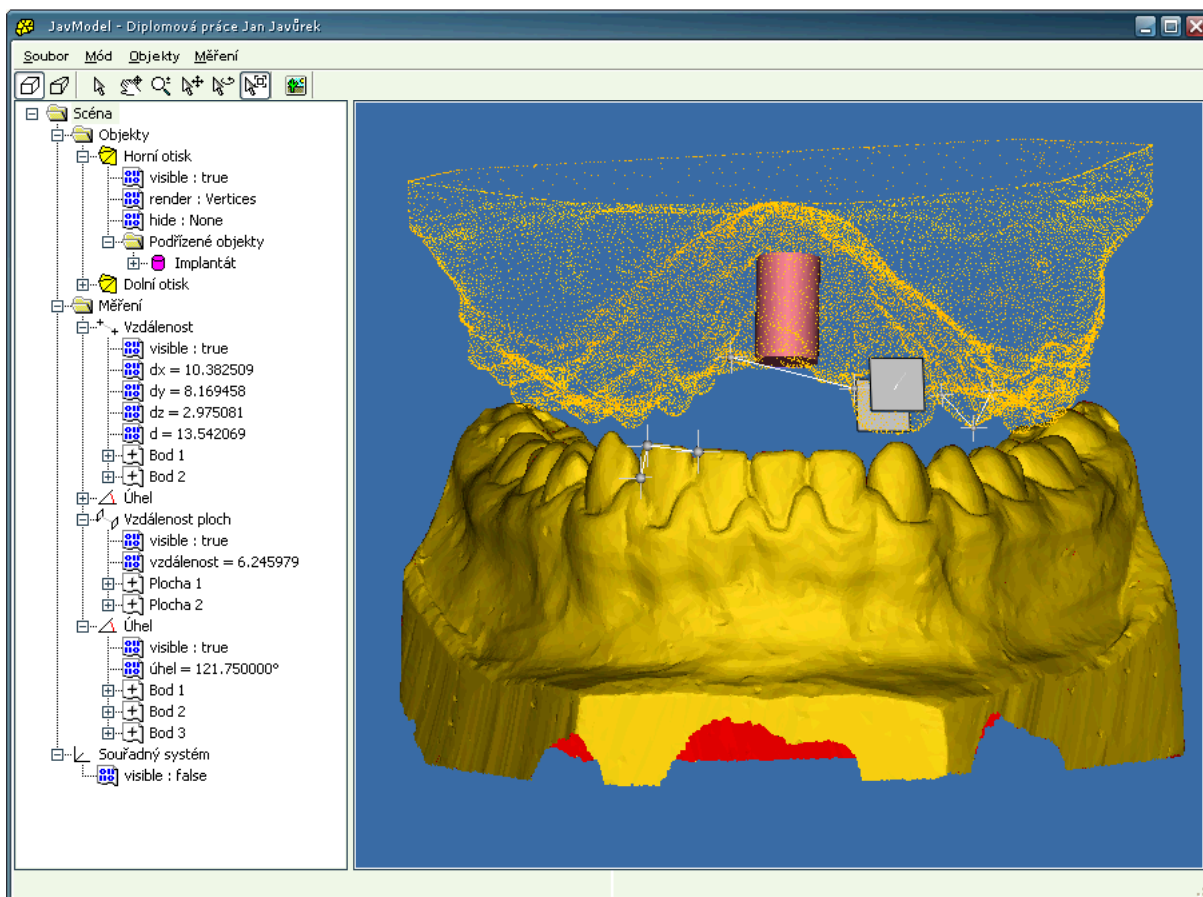 JavModel - Diplomová práce Jan Javůrek
Soubor Mód Objekty Měření
Scéna
Objekty
Horní otisk
visible : true
render : Vertices
hide : None
Podřízené objekty
Implantát
Dolní otisk
Měření
Vzdálenost
visible : true
dx = 10.382509
dy = 8.169458
dz = 2.975081
d = 13.542069
Bod 1
Bod 2
Úhel
Vzdálenost ploch
visible : true
vzdálenost = 6.245979
Plocha 1
Plocha 2
Úhel
visible : true
úhel = 121.750000°
Bod 1
Bod 2
Bod 3
Souřadný systém
visible : false